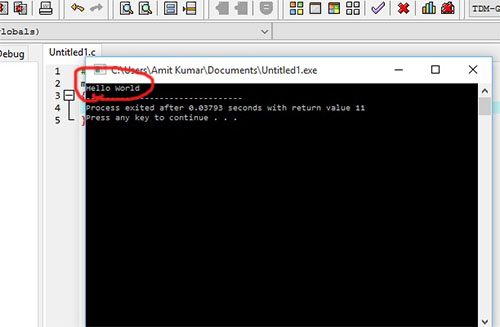 TDM-G
lobals)
Debug
Untitled1.c
C:\Users\Amit Kumar\Documents\Untitled1.exe
1 #
2 m
3
4
5 }
Hello World
--------------------------------
Process exited after 0.03793 seconds with return value 11
Press any key to continue . . .